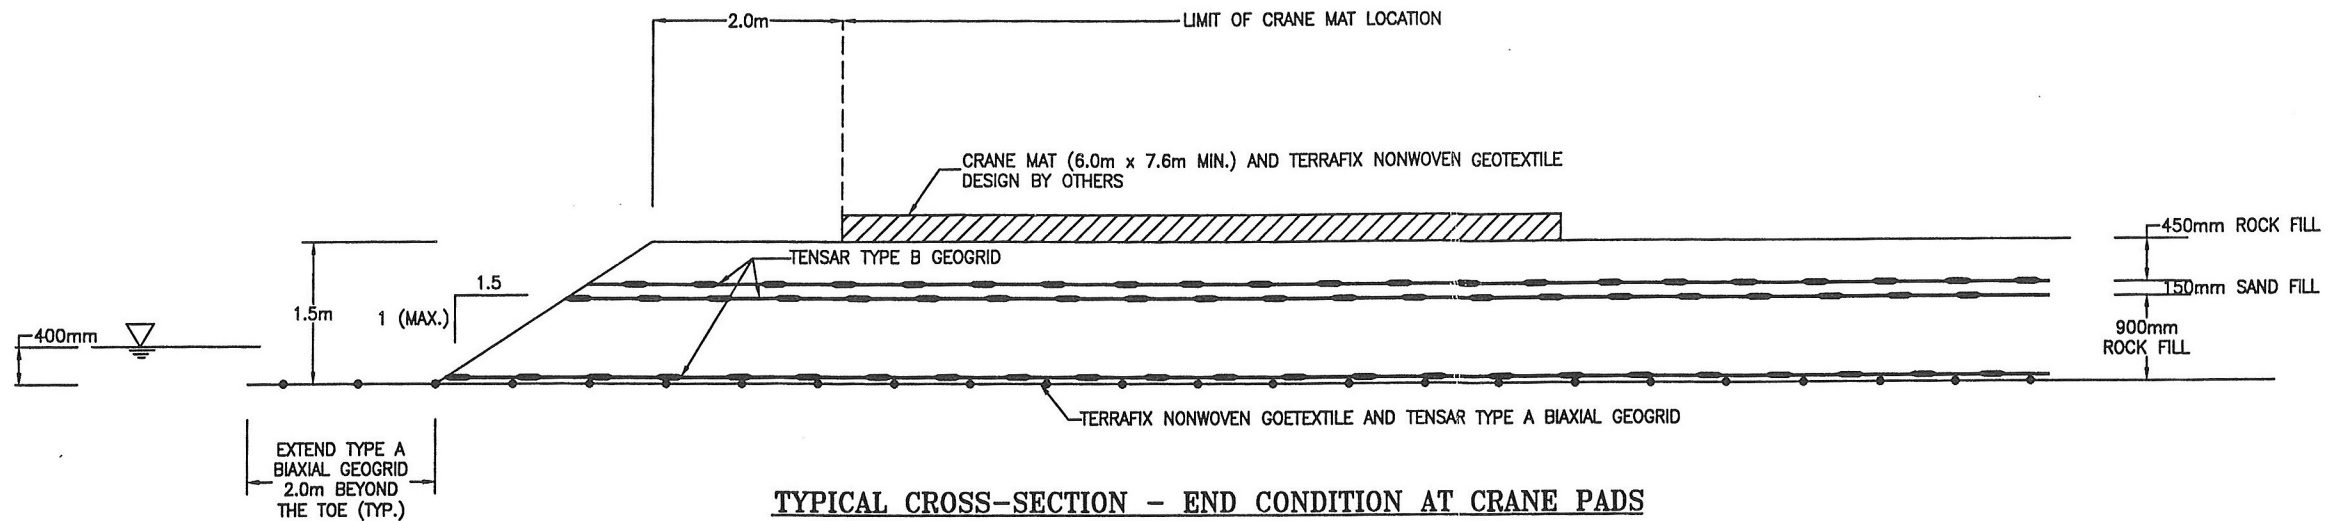 2.0m
LIMIT OF CRANE MAT LOCATION
CRANE MAT (6.0m x 7.6m MIN.) AND TERRAFIX NONWOVEN GEOTEXTILE
DESIGN BY OTHERS
450mm ROCK FILL
TENSAR TYPE B GEOGRID
1.5
150mm SAND FILL
1.5m
1 (MAX.)
400mm
900mm
ROCK FILL
TERRAFIX NONWOVEN GOETEXTILE AND TENSAR TYPE A BIAXIAL GEOGRID
EXTEND TYPE A
BIAXIAL GEOGRID
2.0m BEYOND
THE TOE (TYP.)
TYPICAL CROSS-SECTION - END CONDITION AT CRANE PADS